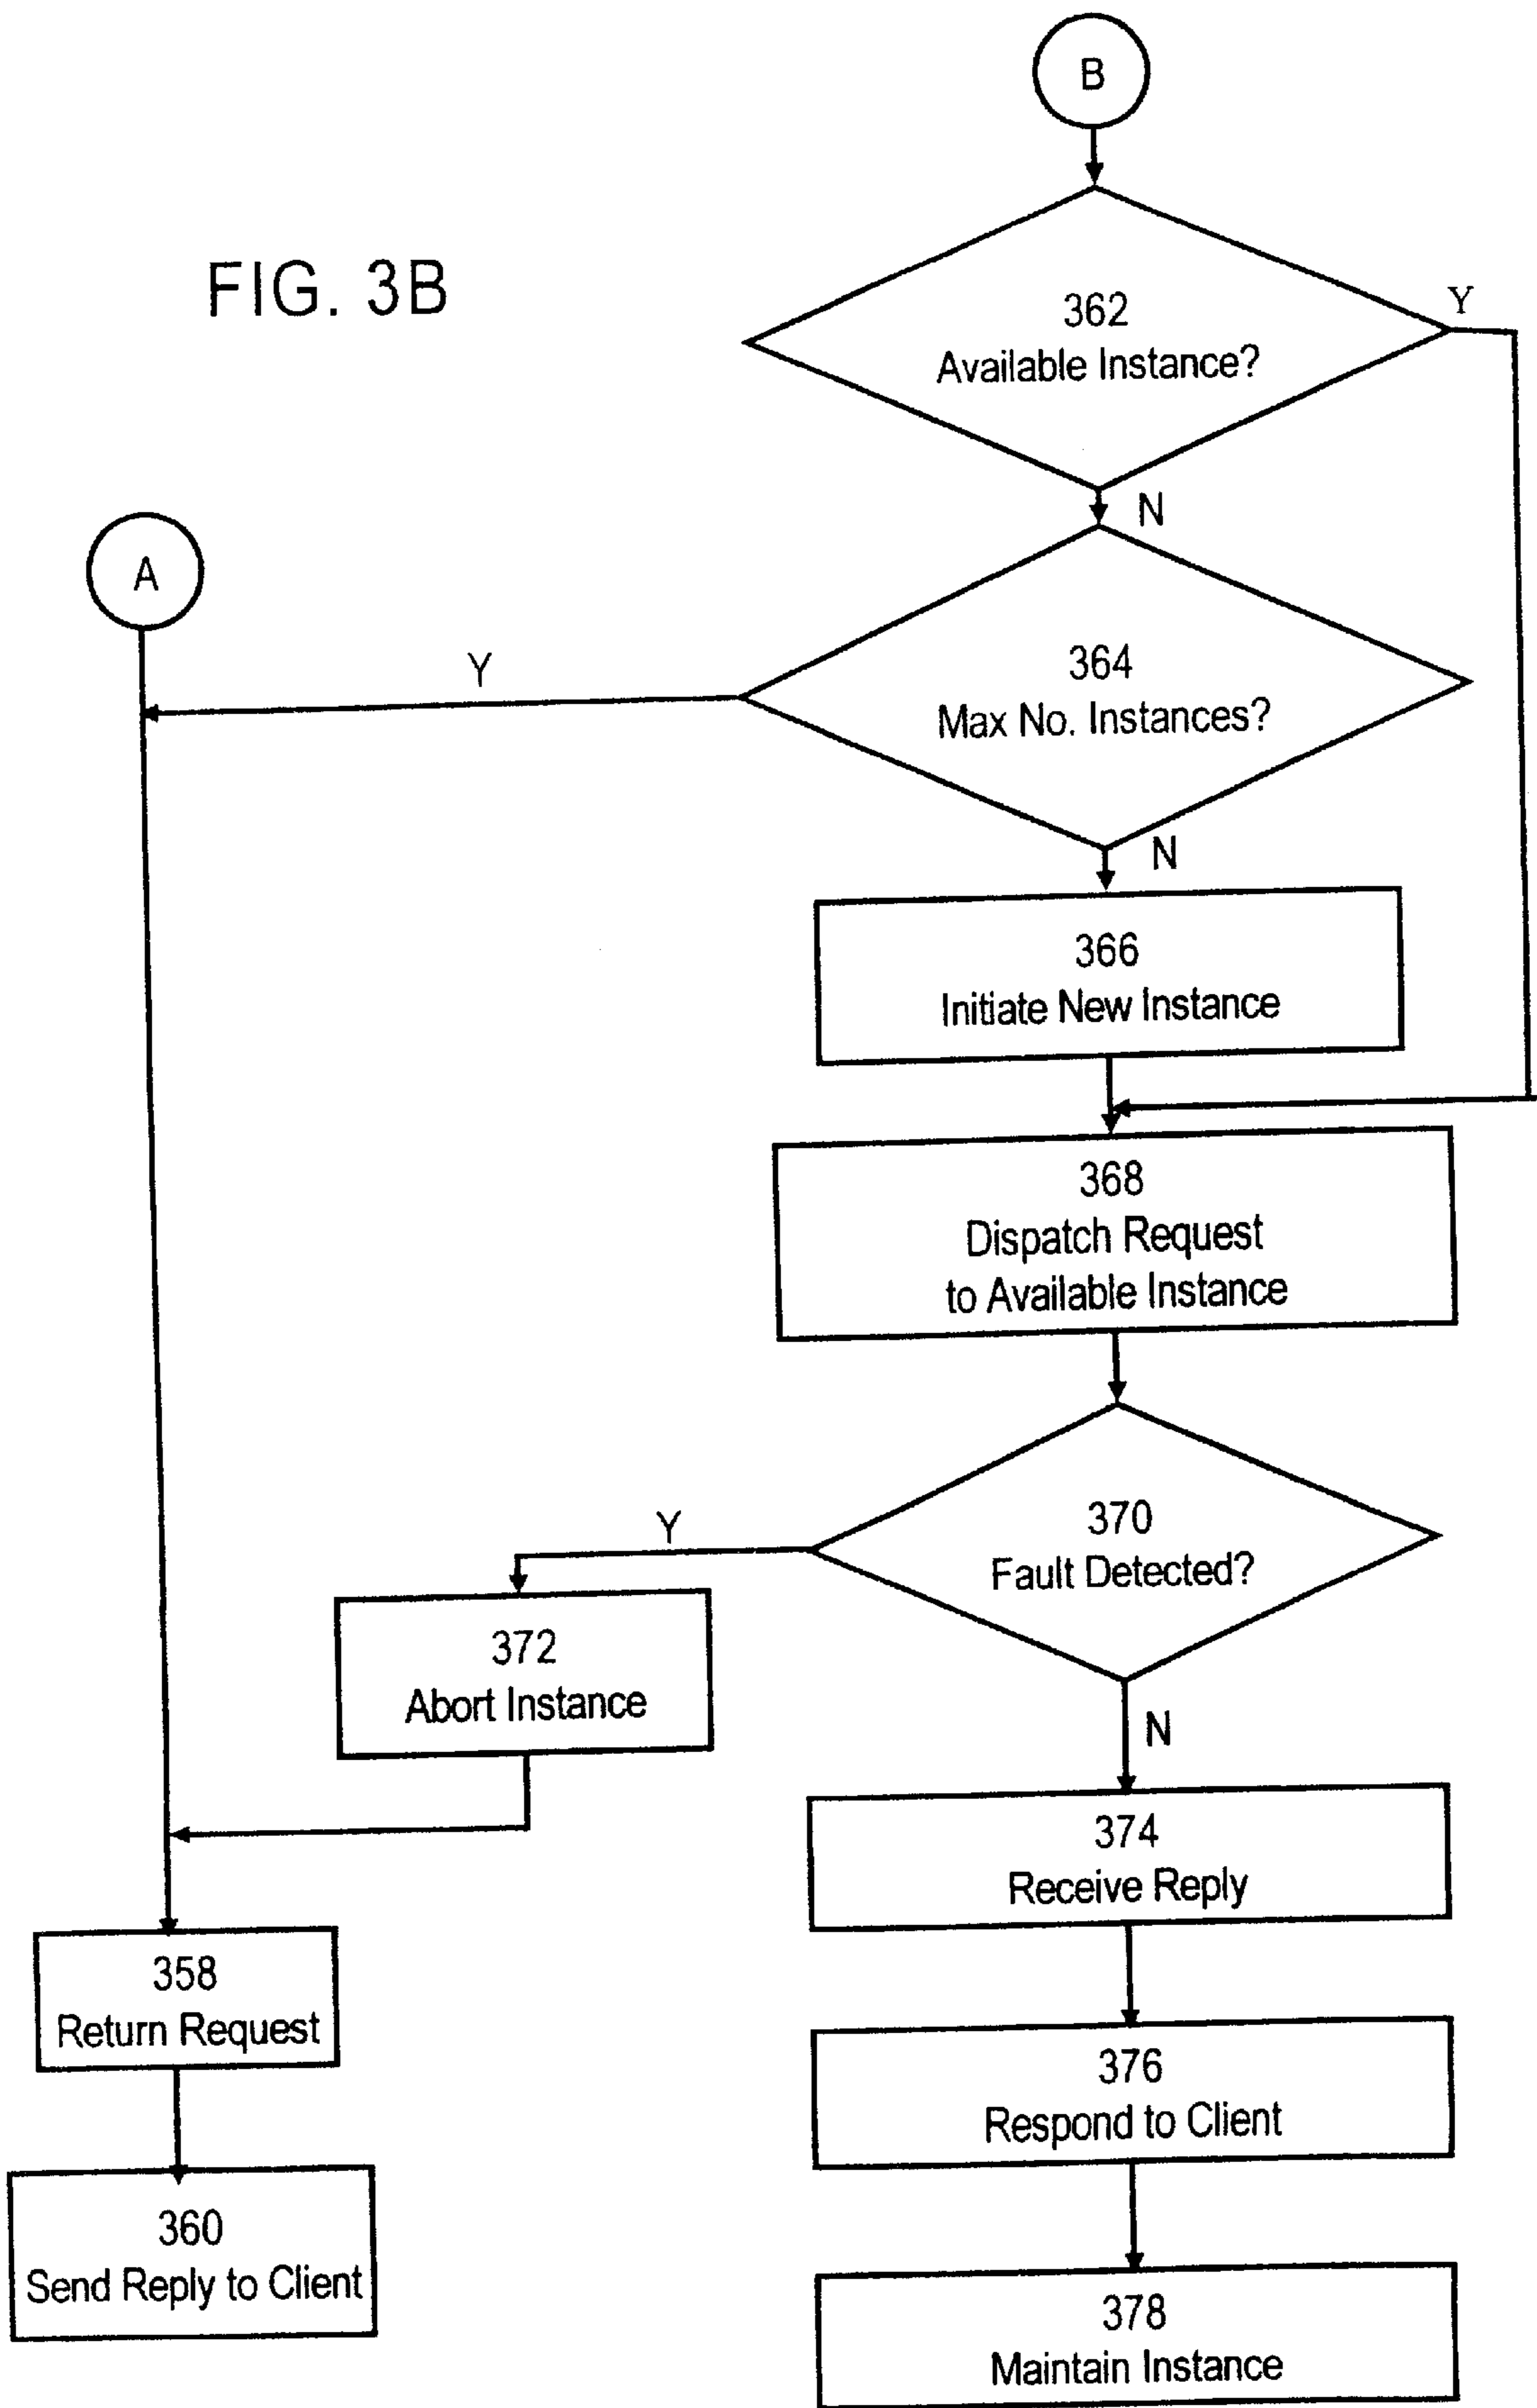 B
FIG. 3B
362
Available Instance?
Y
N
A
Y
364
Max No. Instances?
N
366
Initiate New Instance
368
Dispatch Request
to Available Instance
370
Fault Detected?
Y
372
Abort Instance
N
374
Receive Reply
358
Return Request
376
Respond to Client
360
Send Reply to Client
378
Maintain Instance